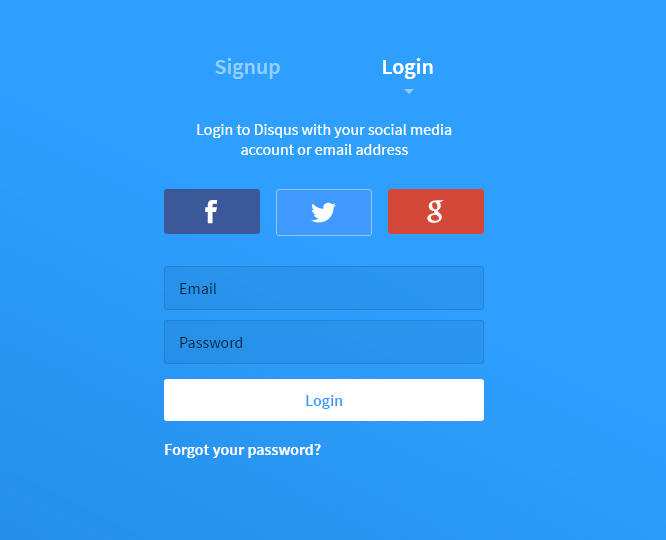 Signup
Login
Login to Disqus with your social media
account or email address
Email
Password
Login
Forgot your password?